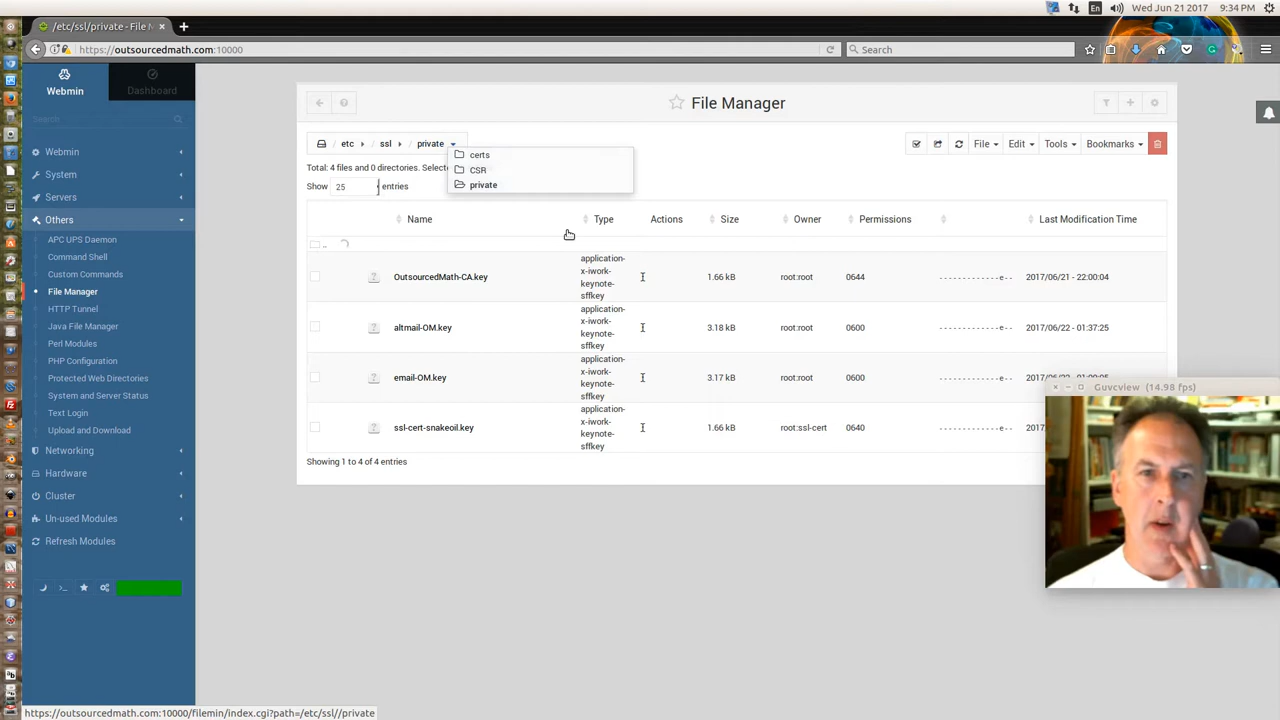 En
Wed Jun 21 2017
9:34 PM
/etc/ssl/private - File M
https://outsourcedmath.com:10000
Search
Webmin
Dashboard
Search
Webmin
System
Servers
Others
APC UPS Daemon
Command Shell
Custom Commands
File Manager
HTTP Tunnel
Java File Manager
Perl Modules
PHP Configuration
Protected Web Directories
System and Server Status
Text Login
Upload and Download
Networking
Hardware
Cluster
Un-used Modules
Refresh Modules
File Manager
etc / ssl / private
File Edit Tools Bookmarks
certs
CSR
private
Total: 4 files and 0 directories. Selecte
Show 25 entries
Name Type Actions Size Owner Permissions Last Modification Time
..
OutsourcedMath-CA.key application-x-iwork-keynote-sffkey 1.66 kB root:root 0644 -------------e-- 2017/06/21 - 22:00:04
altmail-OM.key application-x-iwork-keynote-sffkey 3.18 kB root:root 0600 -------------e-- 2017/06/22 - 01:37:25
email-OM.key application-x-iwork-keynote-sffkey 3.17 kB root:root 0600 -------------e--
ssl-cert-snakeoil.key application-x-iwork-keynote-sffkey 1.66 kB root:ssl-cert 0640 -------------e-- 2017
Showing 1 to 4 of 4 entries
Guvcview (14.98 fps)
https://outsourcedmath.com:10000/filemin/index.cgi?path=/etc/ssl//private